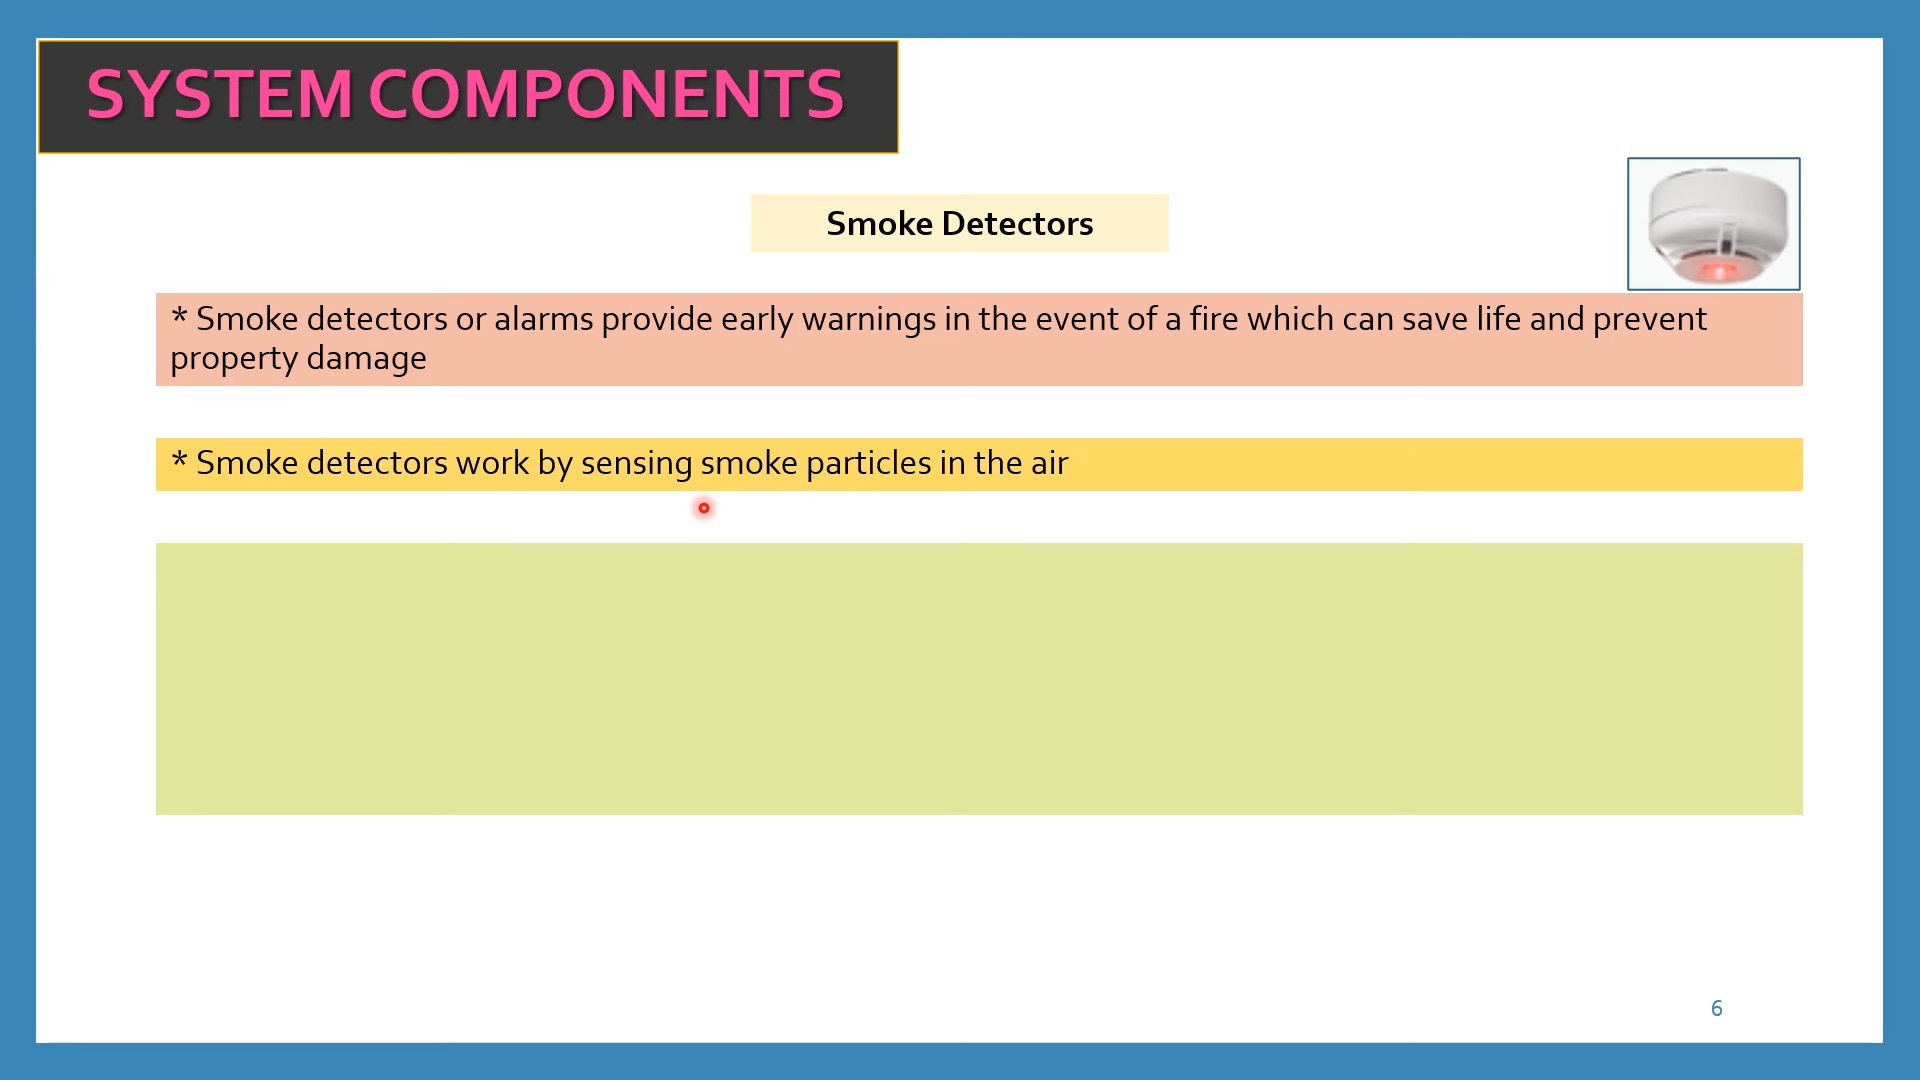 SYSTEM COMPONENTS
Smoke Detectors
* Smoke detectors or alarms provide early warnings in the event of a fire which can save life and prevent
property damage
* Smoke detectors work by sensing smoke particles in the air
6